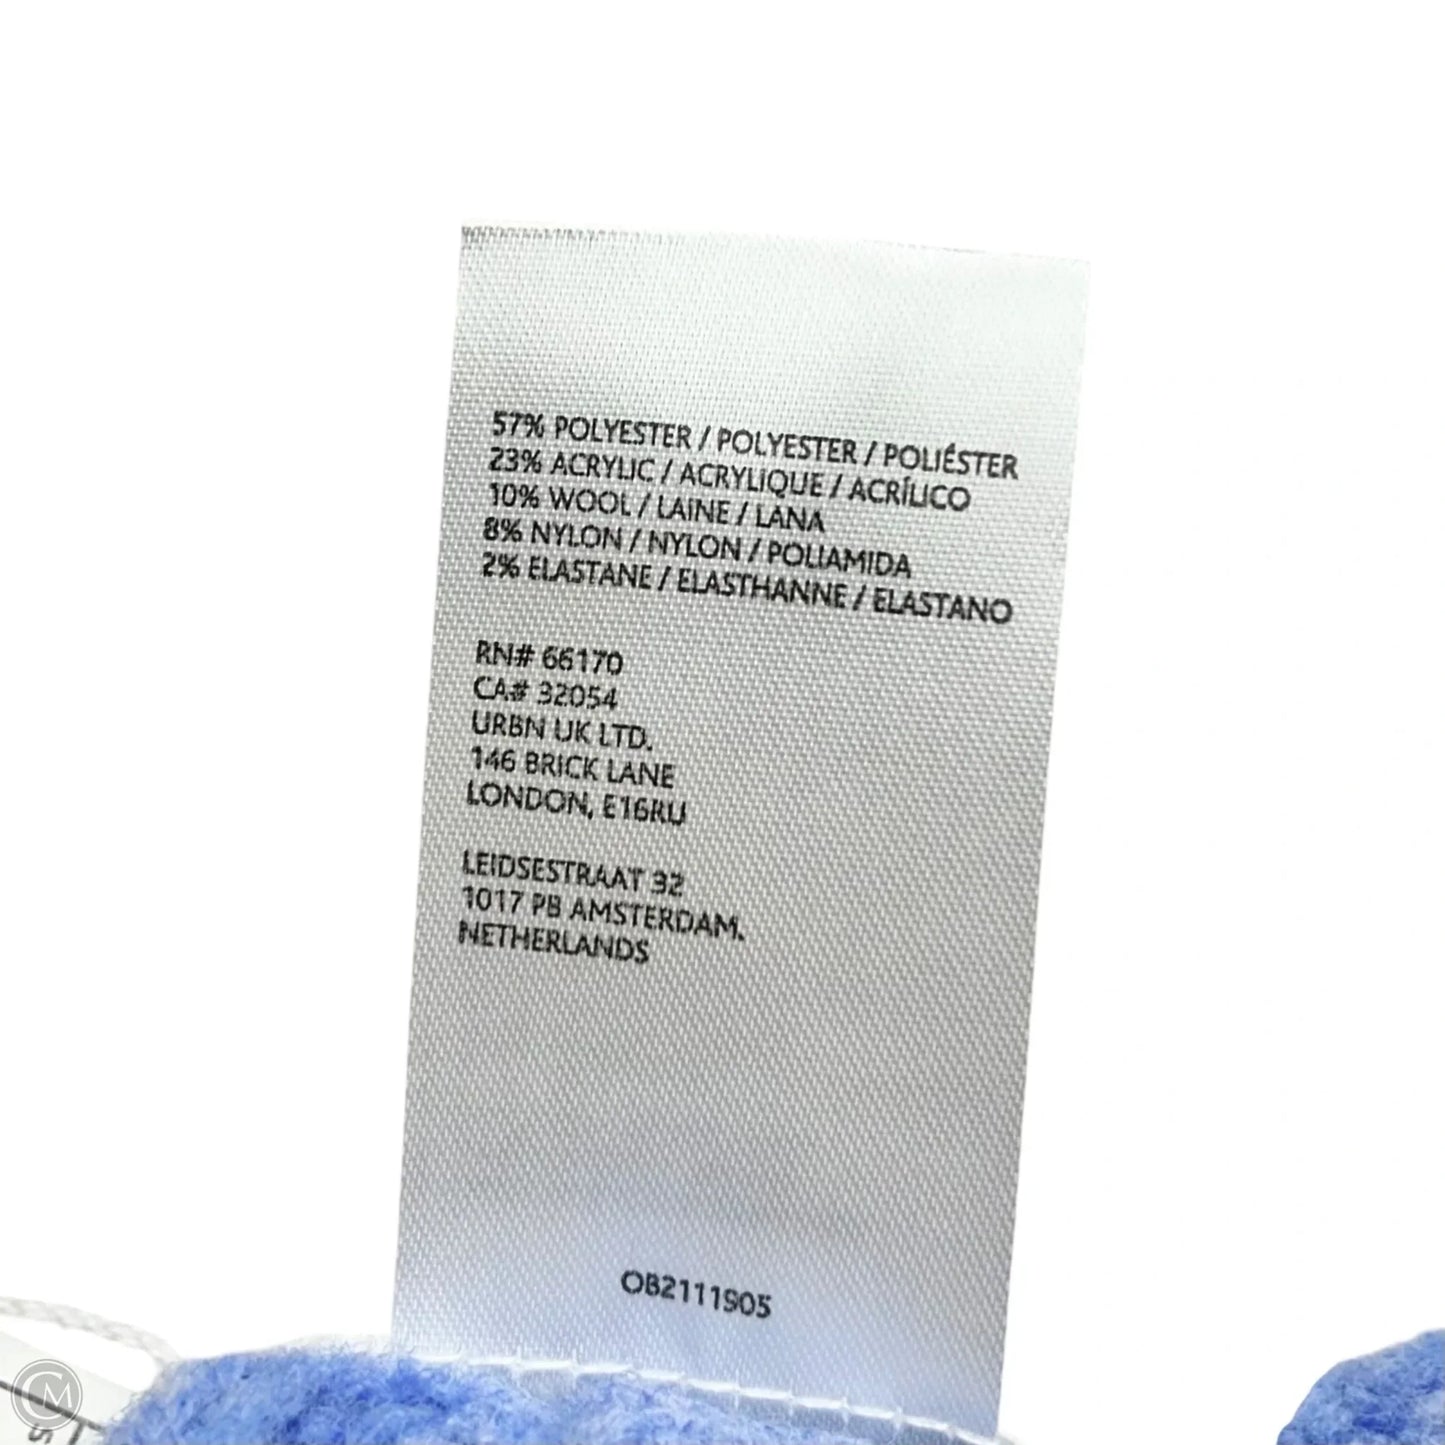 57% POLYESTER / POLYESTER / POLIÉSTER
23% ACRYLIC / ACRYLIQUE / ACRÍLICO
10% WOOL / LAINE / LANA
8% NYLON / NYLON / POLIAMIDA
2% ELASTANE / ELASTHANNE / ELASTANO
RN# 66170
CA# 32054
URBN UK LTD.
146 BRICK LANE
LONDON, E16RU
LEIDSESTRAAT 32
1017 PB AMSTERDAM.
NETHERLANDS
OB2111905
CM